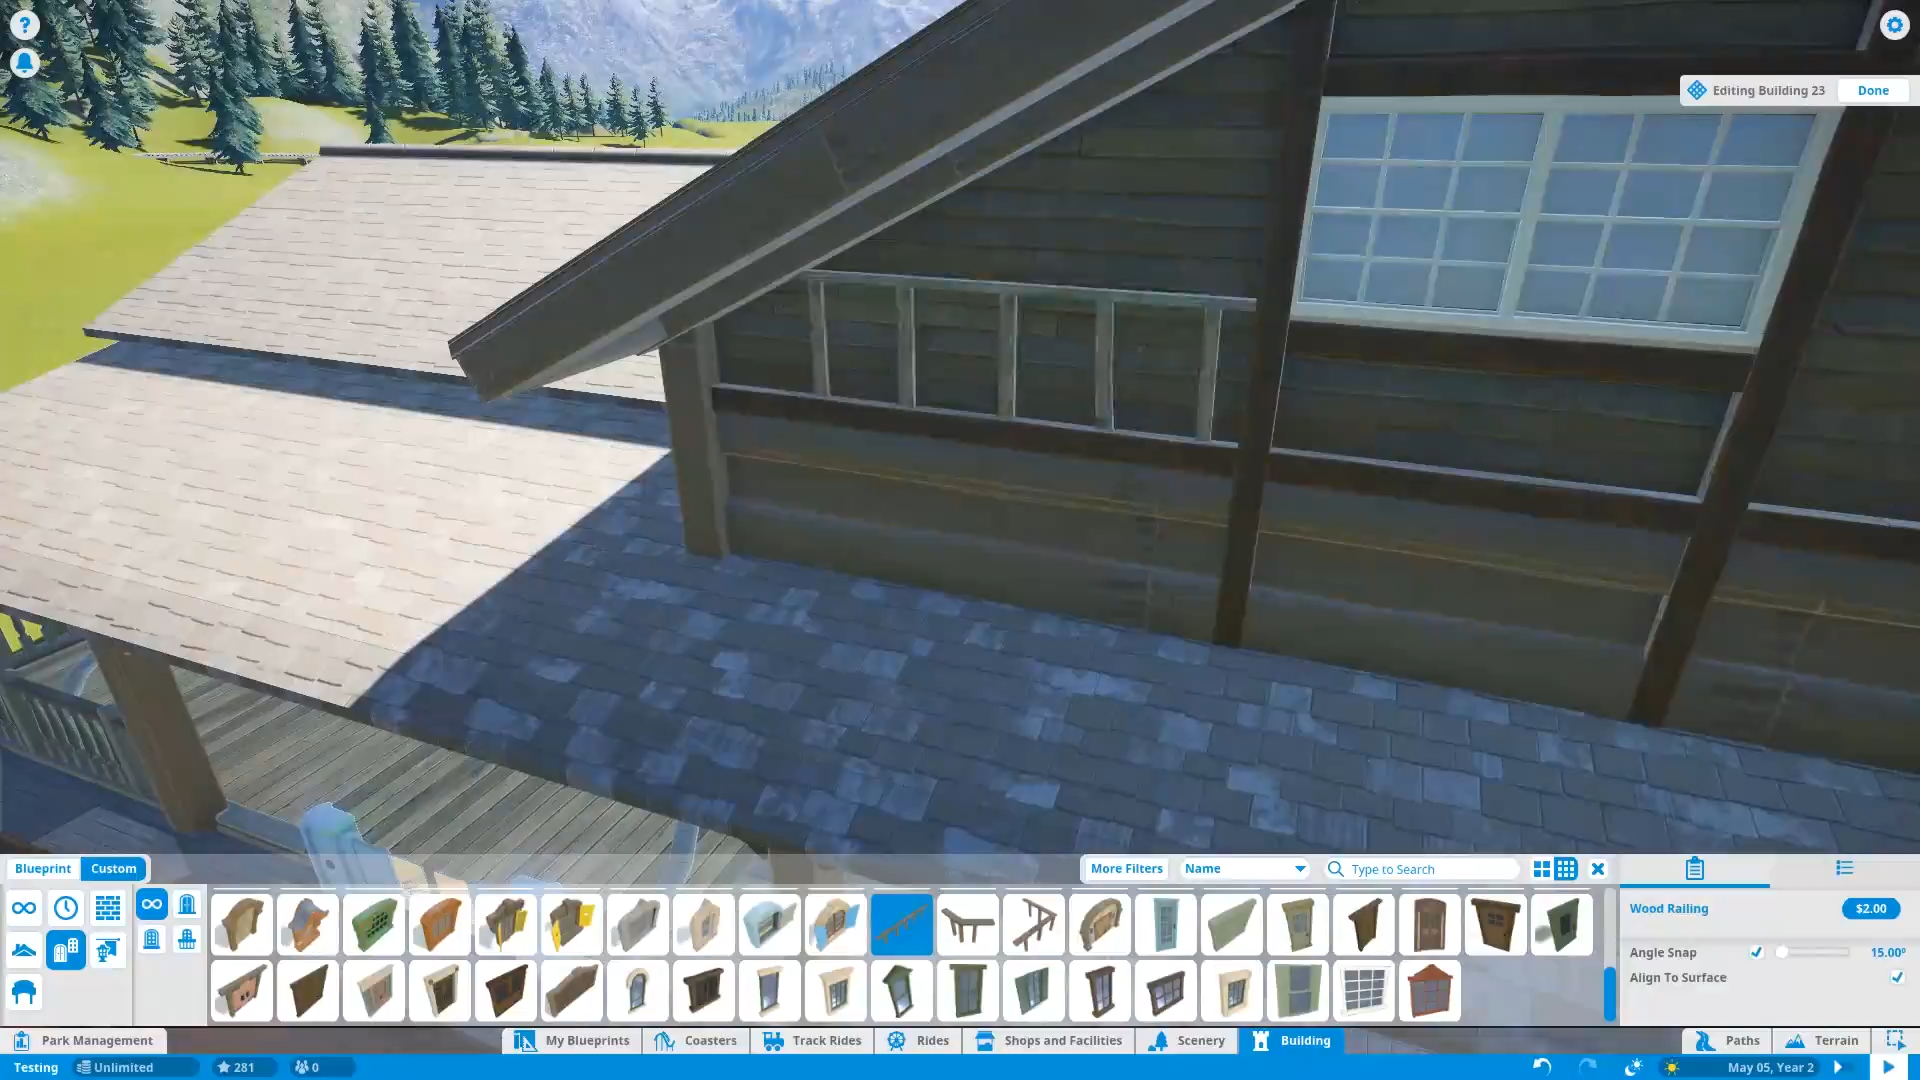 ?
Editing Building 23
Done
Blueprint
Custom
More Filters
Name
Type to Search
Wood Railing
$2.00
Angle Snap
15.00º
Align To Surface
Park Management
My Blueprints
Coasters
Track Rides
Rides
Shops and Facilities
Scenery
Building
Paths
Terrain
Testing
Unlimited
281
0
May 05, Year 2